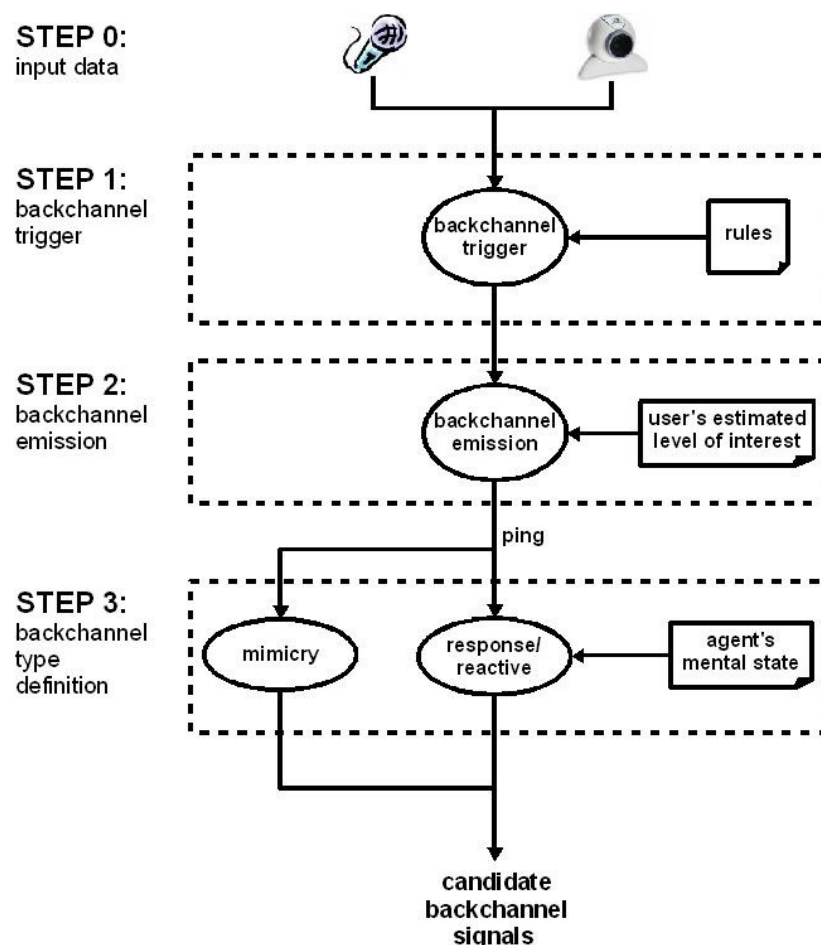 STEP 0:
input data
STEP 1:
backchannel
trigger
backchannel
trigger
rules
STEP 2:
backchannel
emission
backchannel
emission
user's estimated
level of interest
ping
STEP 3:
backchannel
type
definition
mimicry
response/
reactive
agent's
mental state
candidate
backchannel
signals